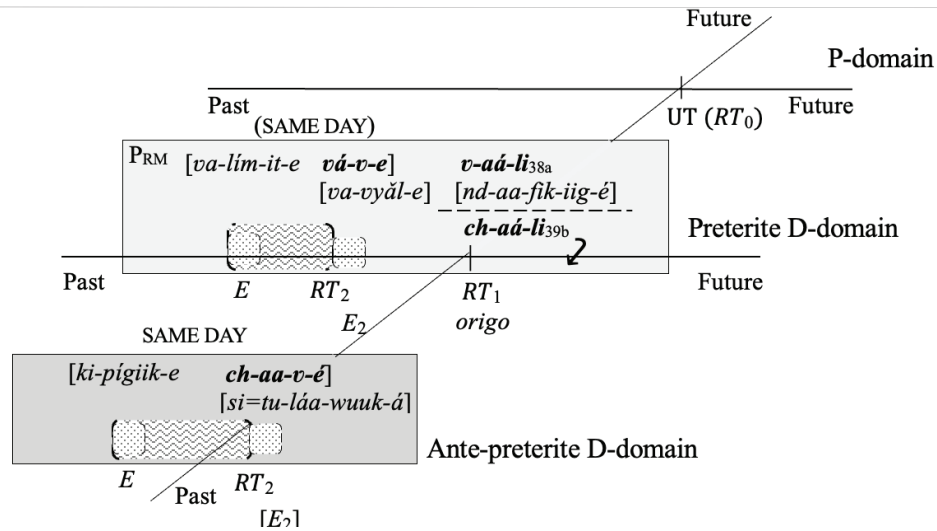 Future
P-domain
Past Future
UT (RT₀)
(SAME DAY)
P_RM [va-lím-it-e vá-v-e] v-aá-li₃₈ₐ
[va-vyǎl-e] [nd-aa-fik-iig-é]
ch-aá-li₃₉b
Preterite D-domain
Past Future
E RT₂ RT₁
E₂ origo
SAME DAY
[ki-pígiik-e ch-aa-v-é]
[si=tu-láa-wuuk-á]
Ante-preterite D-domain
E Past RT₂
[E₂]